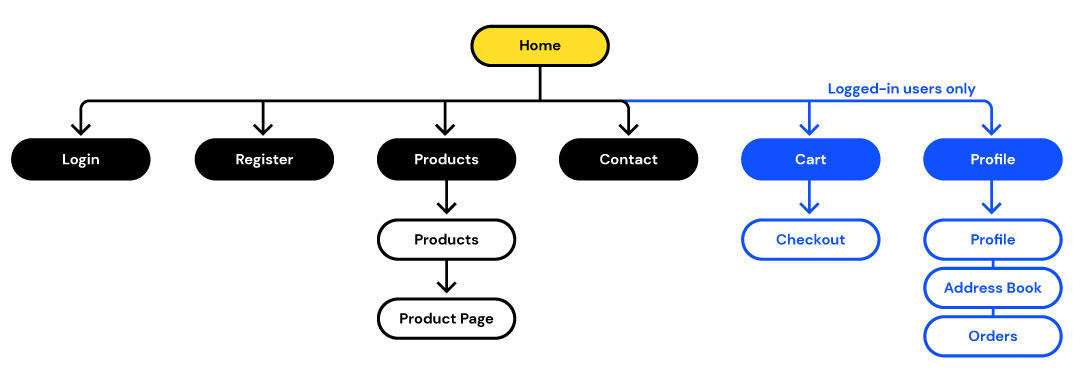 Home
Logged-in users only
Login
Register
Products
Contact
Cart
Profile
Products
Checkout
Profile
Address Book
Product Page
Orders